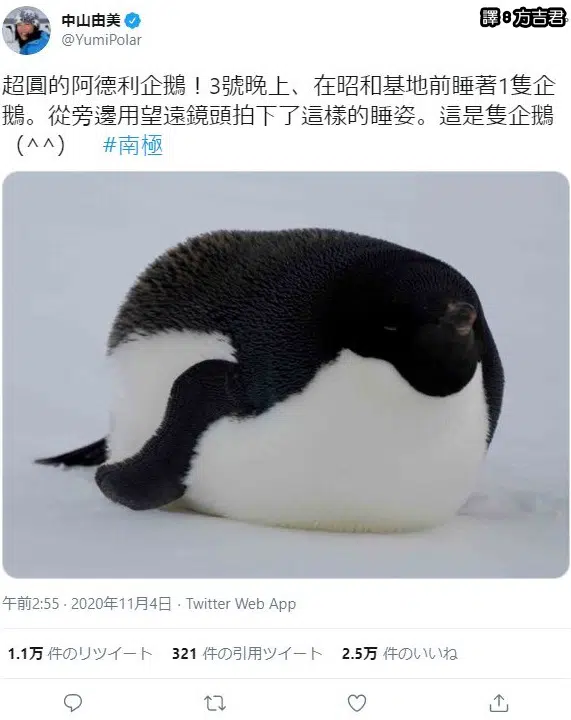 中山由美
@YumiPolar
譯8方吉君
超圓的阿德利企鵝！3號晚上、在昭和基地前睡著1隻企
鵝。從旁邊用望遠鏡頭拍下了這樣的睡姿。這是隻企鵝
（^^） #南極
午前2:55 · 2020年11月4日 · Twitter Web App
1.1万 件のリツイート 321 件の引用ツイート 2.5万 件のいいね